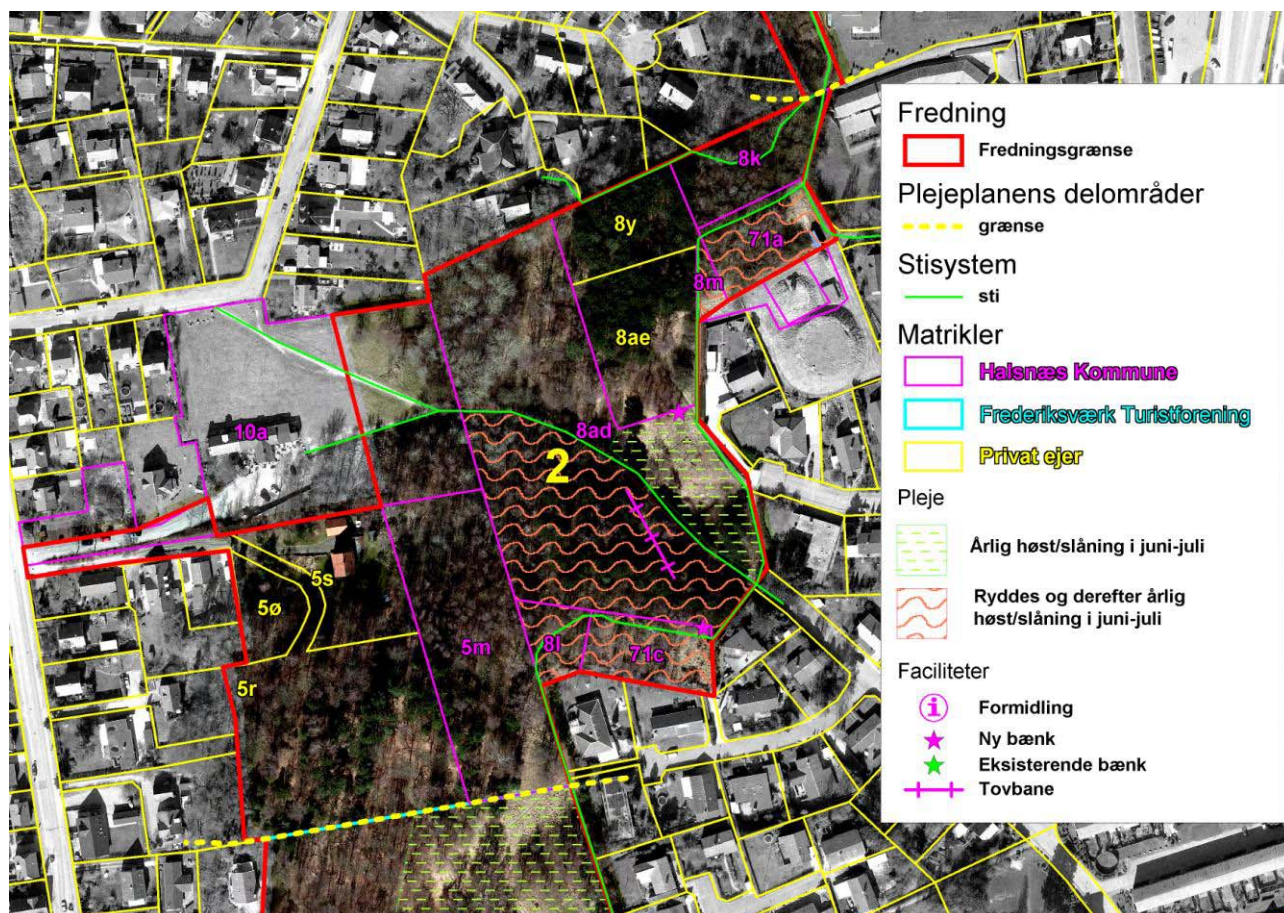 Fredning
Fredningsgrænse
Plejeplanens delområder
grænse
Stisystem
sti
Matrikler
Halsnæs Kommune
Frederiksværk Turistforening
Privat ejer
Pleje
Årlig høst/slåning i juni-juli
Ryddes og derefter årlig
høst/slåning i juni-juli
Faciliteter
i
Formidling
Ny bænk
Eksisterende bænk
Tovbane
8k
8y
71a
8m
8ae
10a
8ad
2
5s
5ø
5m
8l
71c
5r